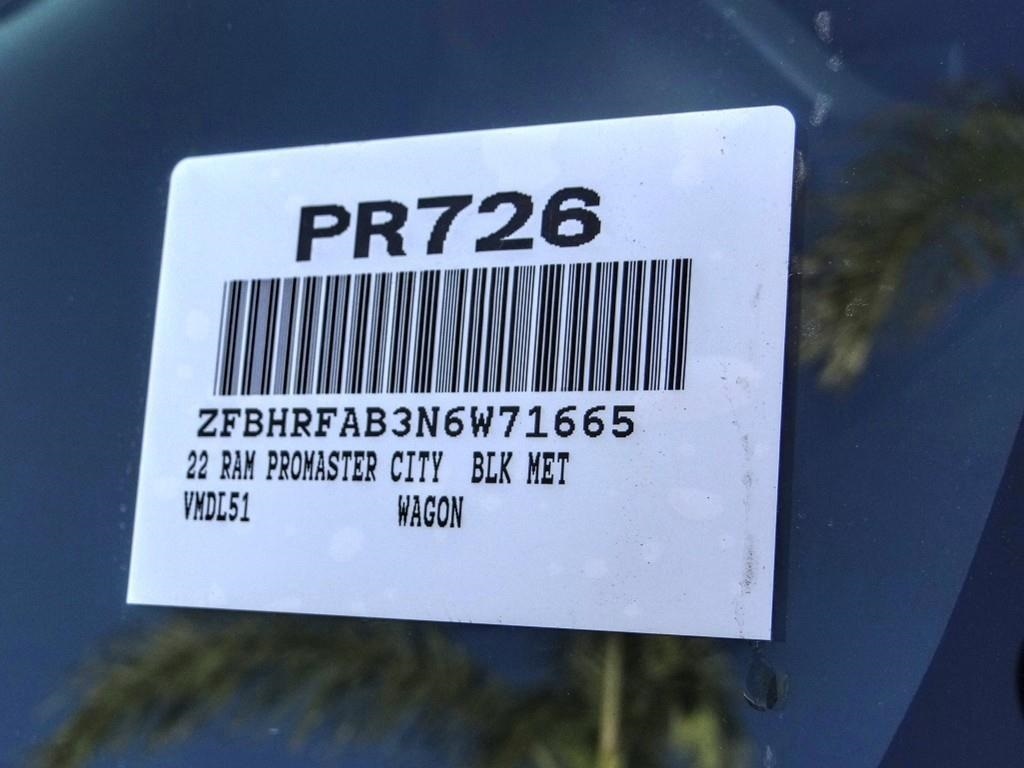 PR726
ZFBHRFAB3N6W71665
22 RAM PROMASTER CITY BLK MET
VMDL51 WAGON